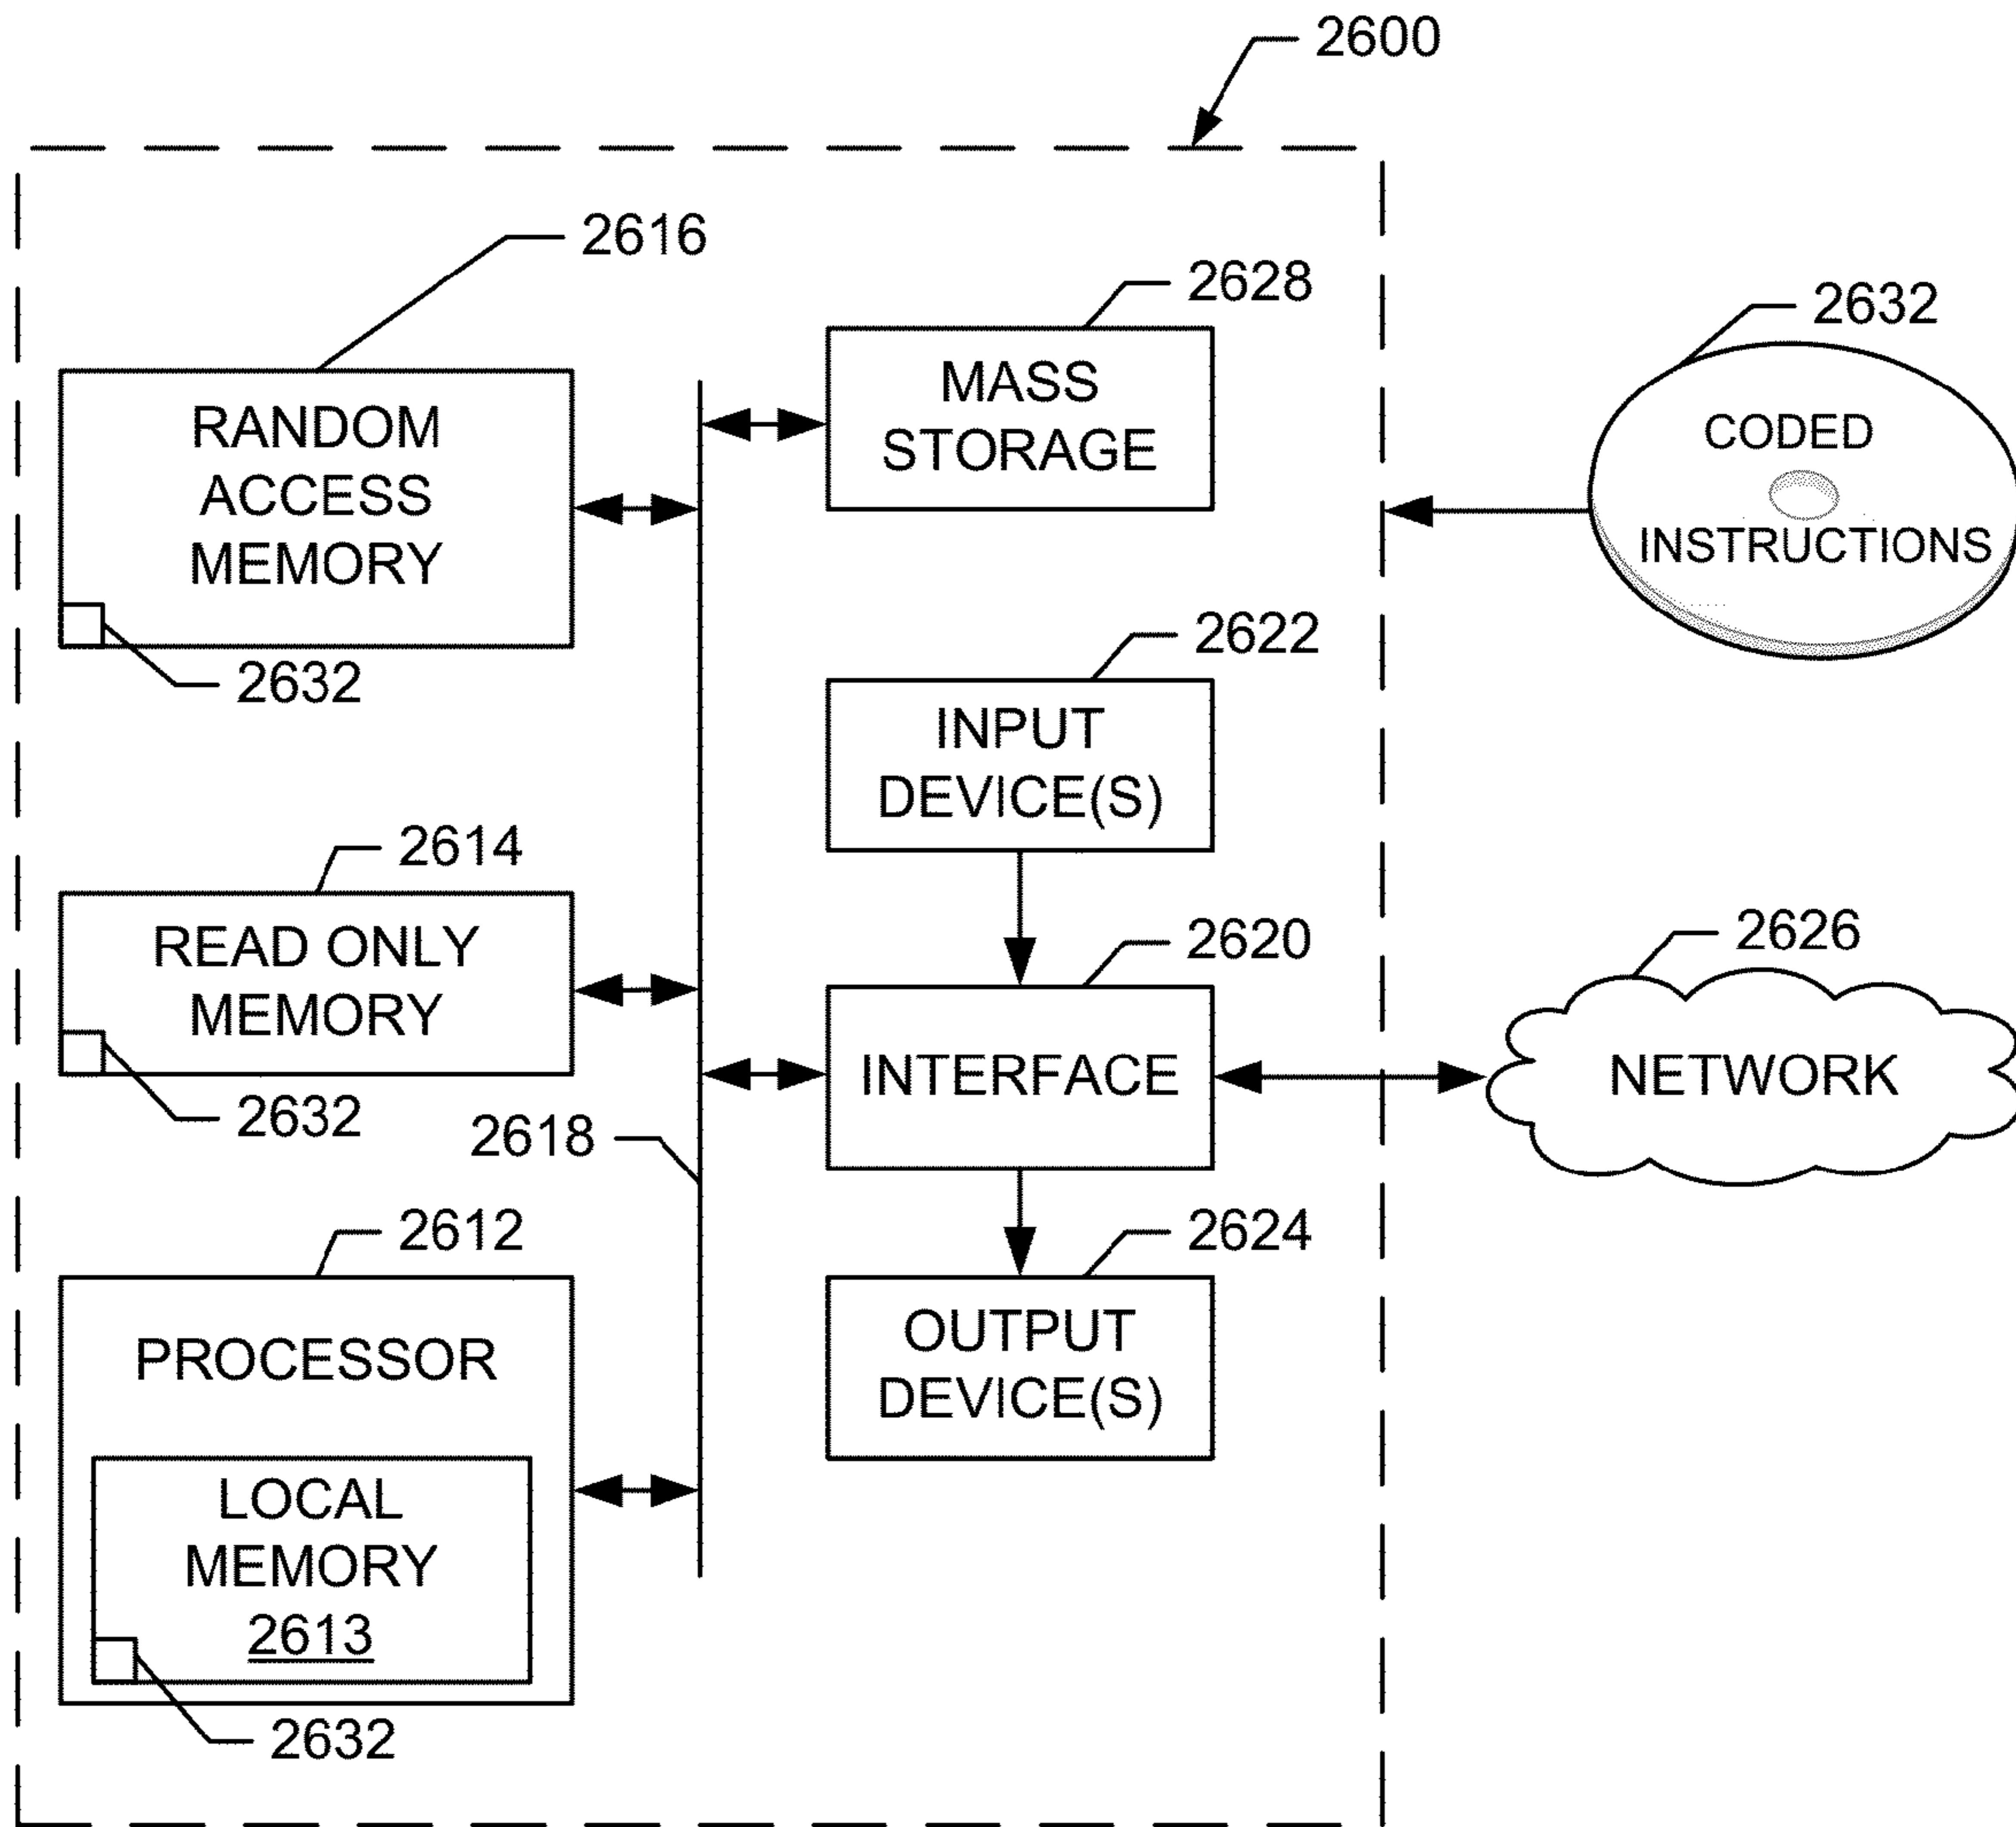 2600
2616
RANDOM
ACCESS
MEMORY
2632
2628
MASS
STORAGE
2632
CODED
INSTRUCTIONS
2622
INPUT
DEVICE(S)
2614
READ ONLY
MEMORY
2632
2618
2620
INTERFACE
2626
NETWORK
2612
PROCESSOR
LOCAL
MEMORY
2613
2632
2624
OUTPUT
DEVICE(S)